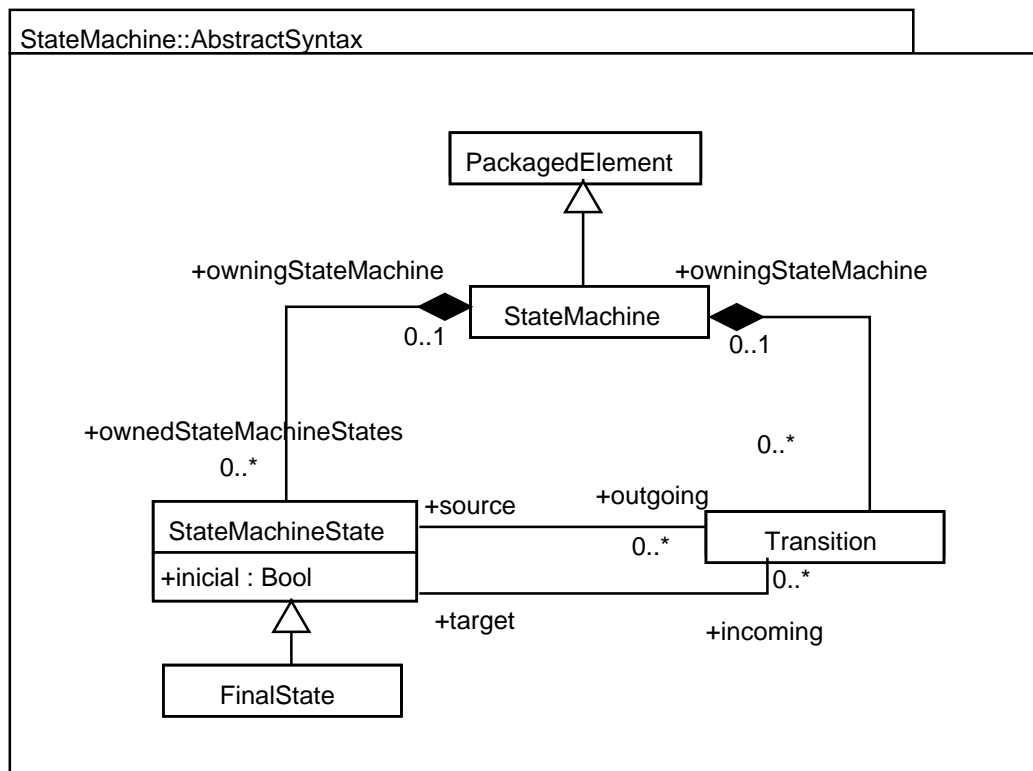 StateMachine::AbstractSyntax
PackagedElement
+owningStateMachine
+owningStateMachine
StateMachine
0..1
0..1
+ownedStateMachineStates
0..*
0..*
+source
+outgoing
StateMachineState
0..*
Transition
+inicial : Bool
0..*
+target
+incoming
FinalState